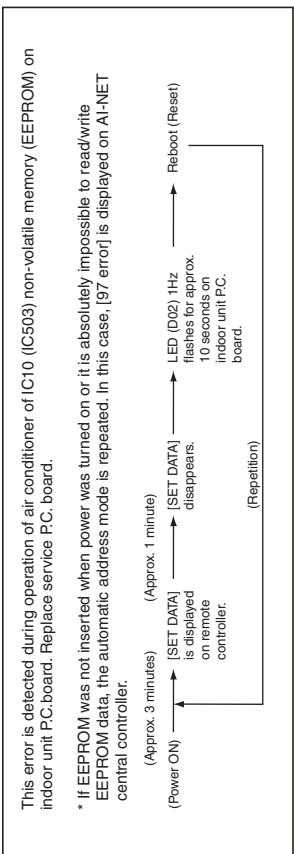 This error is detected during operation of air conditioner of IC10 (IC503) non-volatile memory (EEPROM) on
indoor unit P.C.board. Replace service P.C. board.
* If EEPROM was not inserted when power was turned on or it is absolutely impossible to read/write
EEPROM data, the automatic address mode is repeated. In this case, [97 error] is displayed on AI-NET
central controller.
(Approx. 3 minutes)
(Approx. 1 minute)
(Power ON)
[SET DATA]
is displayed
on remote
controller.
[SET DATA]
disappears.
LED (D02) 1Hz
flashes for approx.
10 seconds on
indoor unit P.C.
board.
Reboot (Reset)
(Repetition)